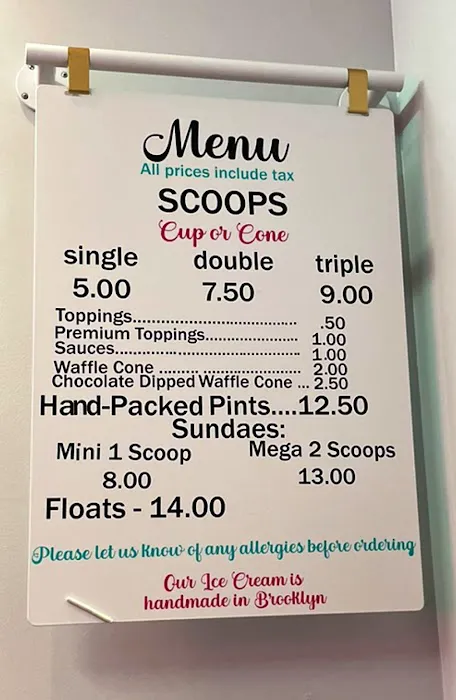 Menu
All prices include tax
SCOOPS
Cup or Cone
single double triple
5.00 7.50 9.00
Toppings.......................................... .50
Premium Toppings....................... 1.00
Sauces.............................................. 1.00
Waffle Cone .................................... 2.00
Chocolate Dipped Waffle Cone ... 2.50
Hand-Packed Pints....12.50
Sundaes:
Mini 1 Scoop Mega 2 Scoops
8.00 13.00
Floats - 14.00
Please let us know of any allergies before ordering
Our Ice Cream is
handmade in Brooklyn